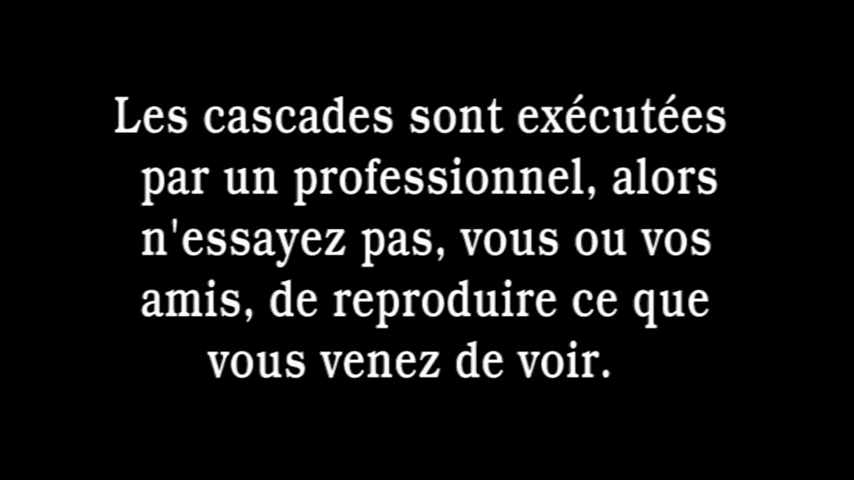 Les cascades sont exécutées
par un professionnel, alors
n'essayez pas, vous ou vos
amis, de reproduire ce que
vous venez de voir.